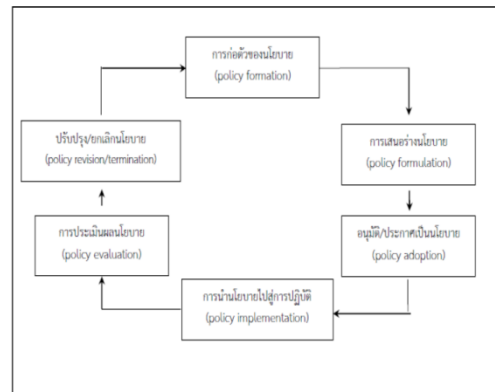 การก่อตัวของนโยบาย
(policy formation)
การเสนอร่างนโยบาย
(policy formulation)
อนุมัติ/ประกาศเป็นนโยบาย
(policy adoption)
การนำนโยบายไปสู่การปฏิบัติ
(policy implementation)
การประเมินผลนโยบาย
(policy evaluation)
ปรับปรุง/ยกเลิกนโยบาย
(policy revision/termination)